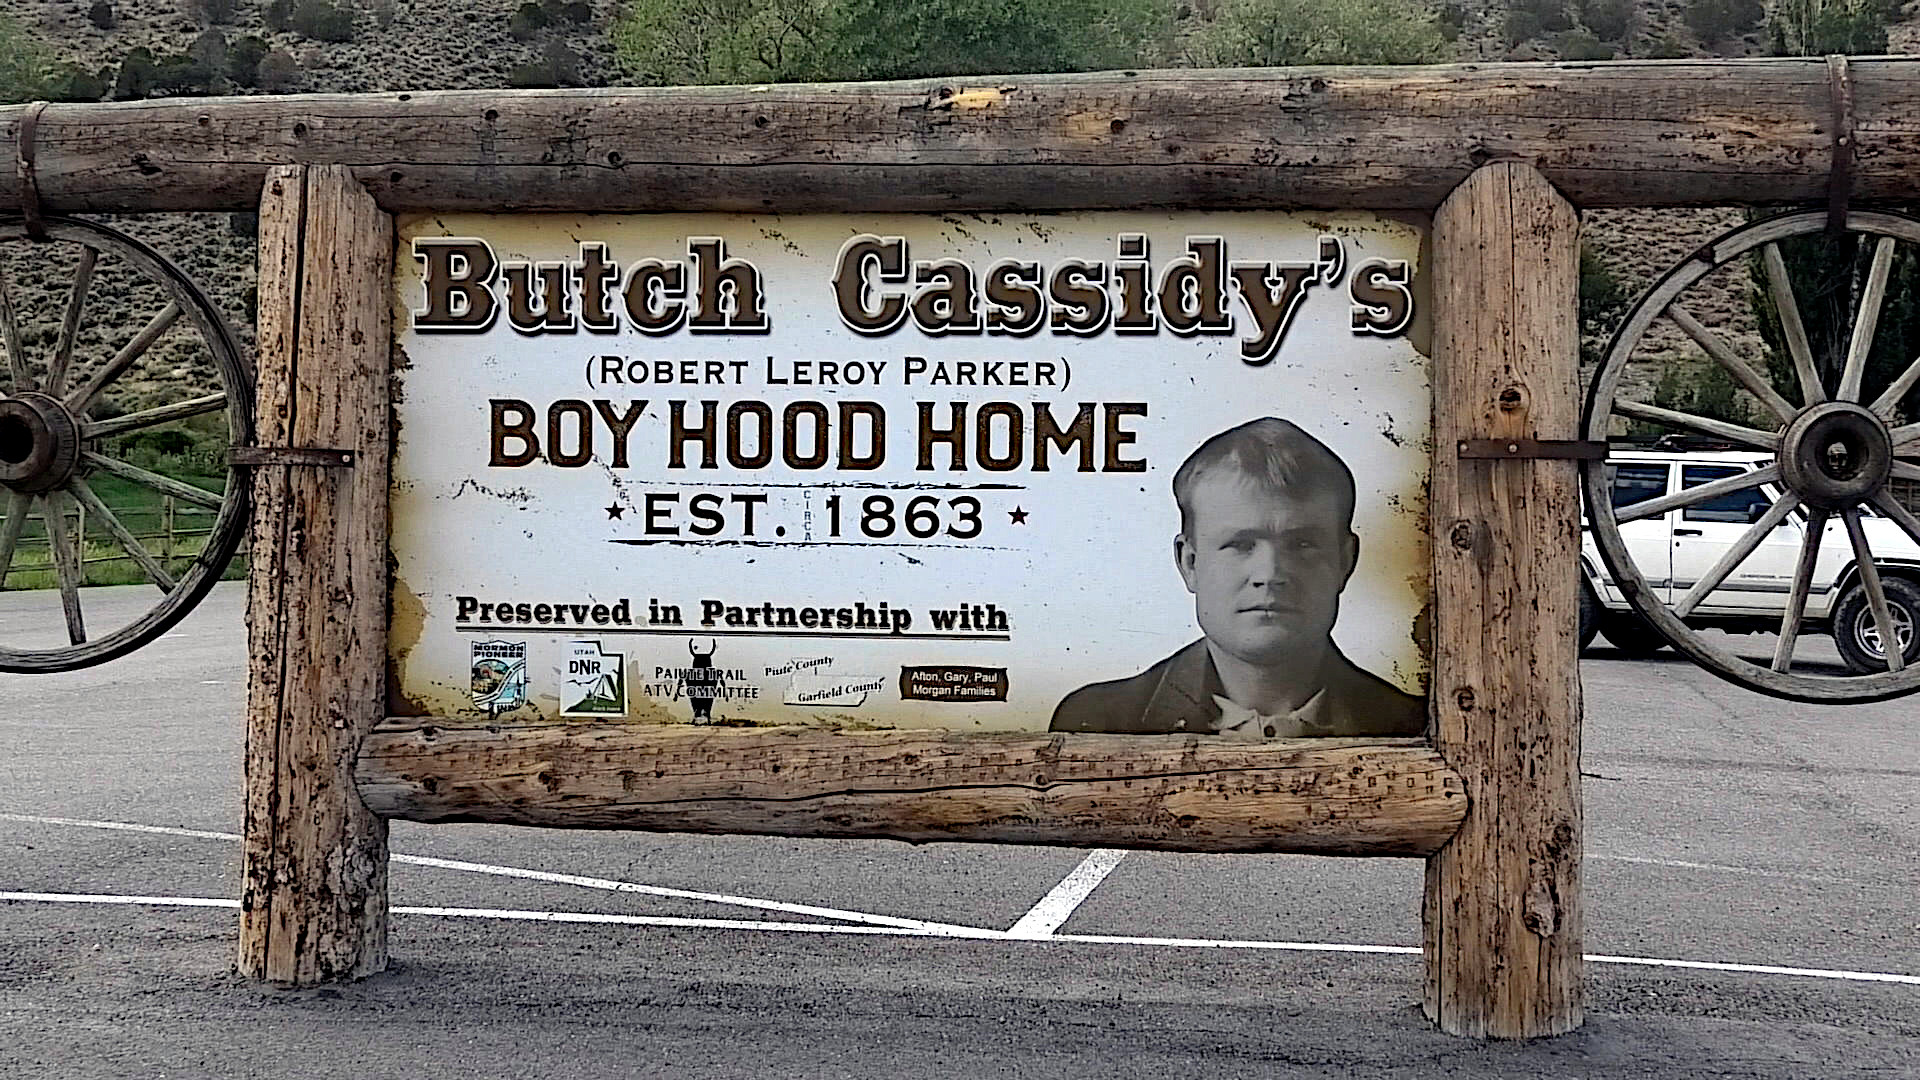 Butch Cassidy's
(ROBERT LEROY PARKER)
BOY HOOD HOME
EST. CIRCA 1863
Preserved in Partnership with
MORMON
PIONEER
UTAH
DNR
PAIUTE TRAIL
ATV COMMITTEE
Piute County
Garfield County
Afton, Gary, Paul
Morgan Families